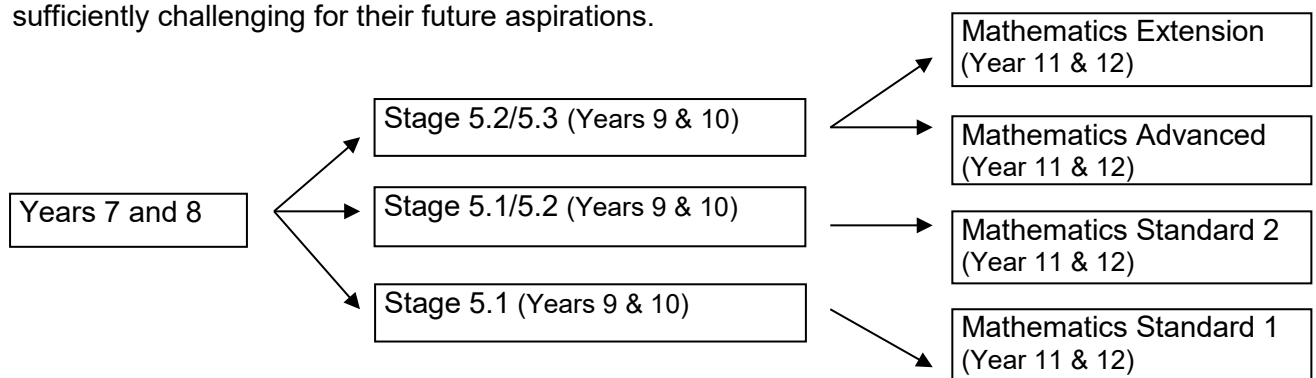 sufficiently challenging for their future aspirations.
Years 7 and 8
Stage 5.2/5.3 (Years 9 & 10)
Stage 5.1/5.2 (Years 9 & 10)
Stage 5.1 (Years 9 & 10)
Mathematics Extension
(Year 11 & 12)
Mathematics Advanced
(Year 11 & 12)
Mathematics Standard 2
(Year 11 & 12)
Mathematics Standard 1
(Year 11 & 12)